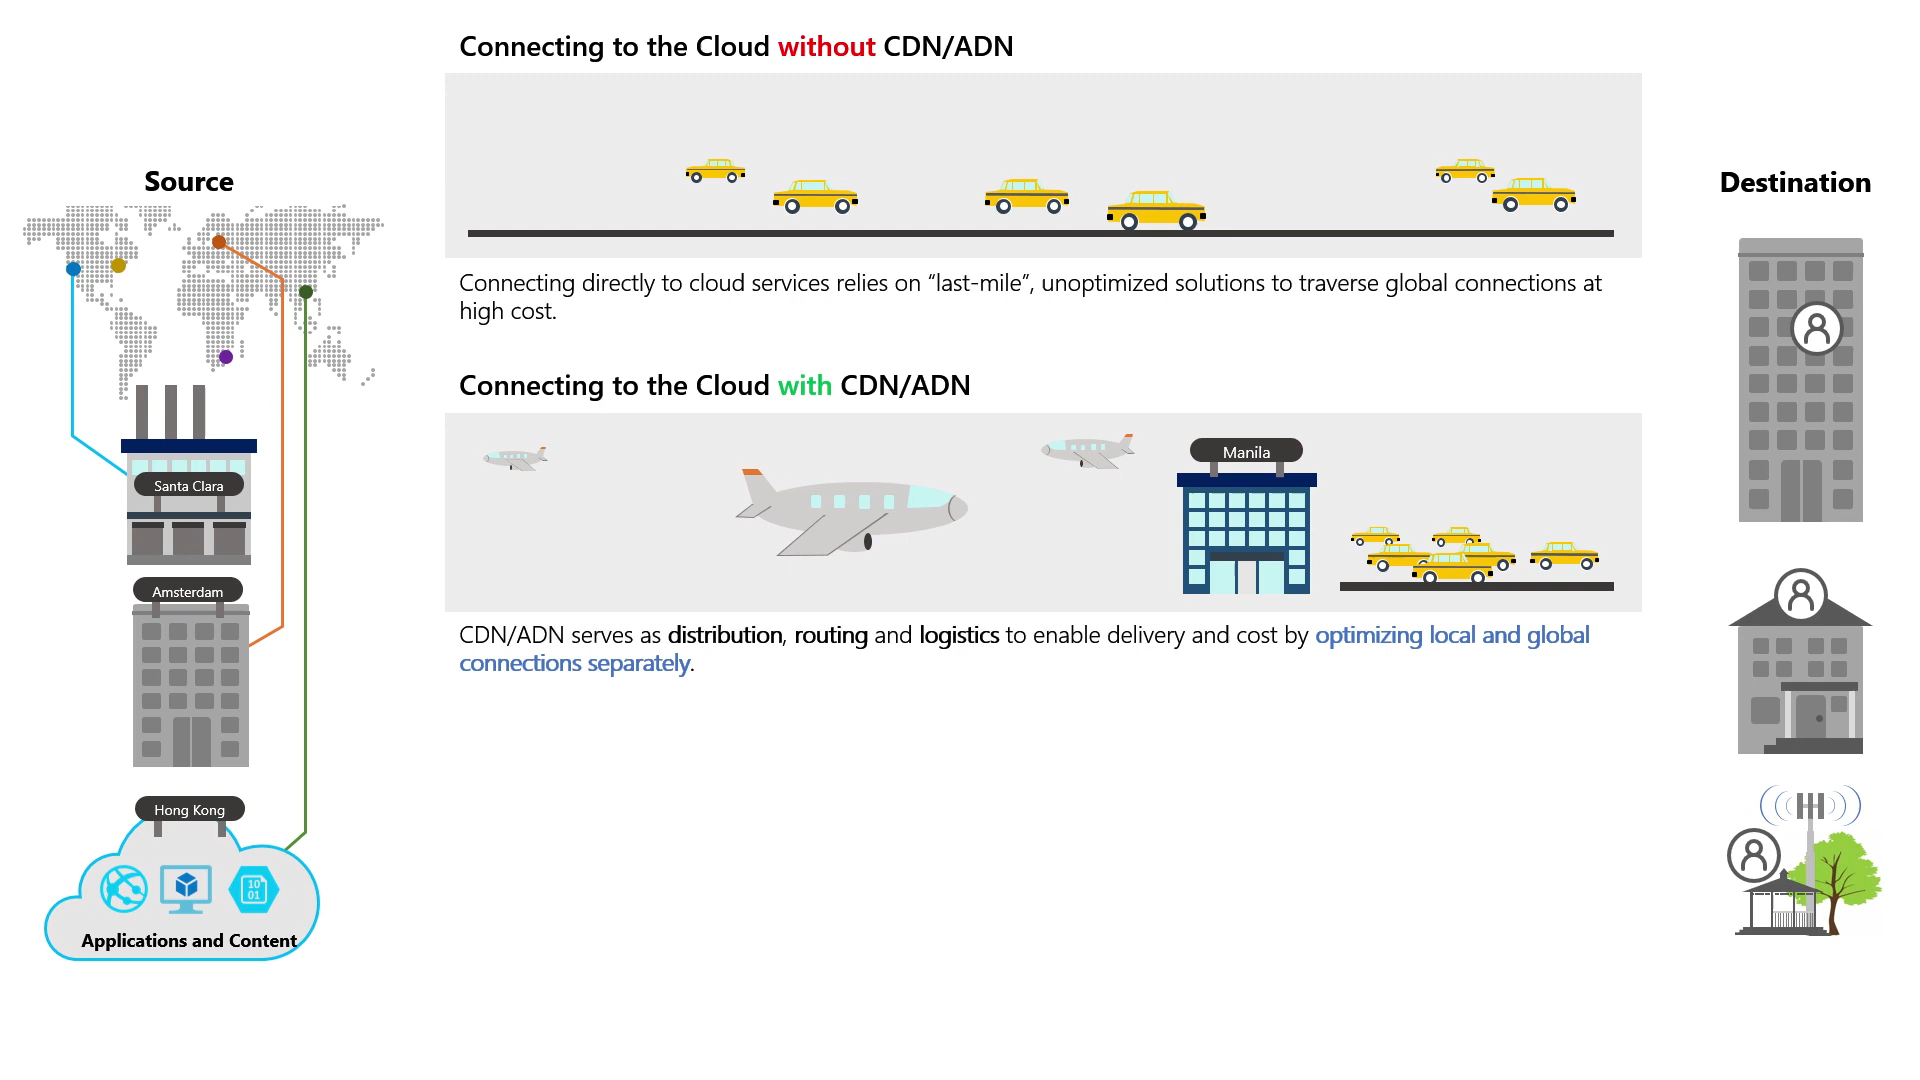 Connecting to the Cloud without CDN/ADN
Source
Destination
Connecting directly to cloud services relies on “last-mile”, unoptimized solutions to traverse global connections at
high cost.
Connecting to the Cloud with CDN/ADN
Manila
Santa Clara
Amsterdam
CDN/ADN serves as distribution, routing and logistics to enable delivery and cost by optimizing local and global
connections separately.
Hong Kong
10
01
Applications and Content